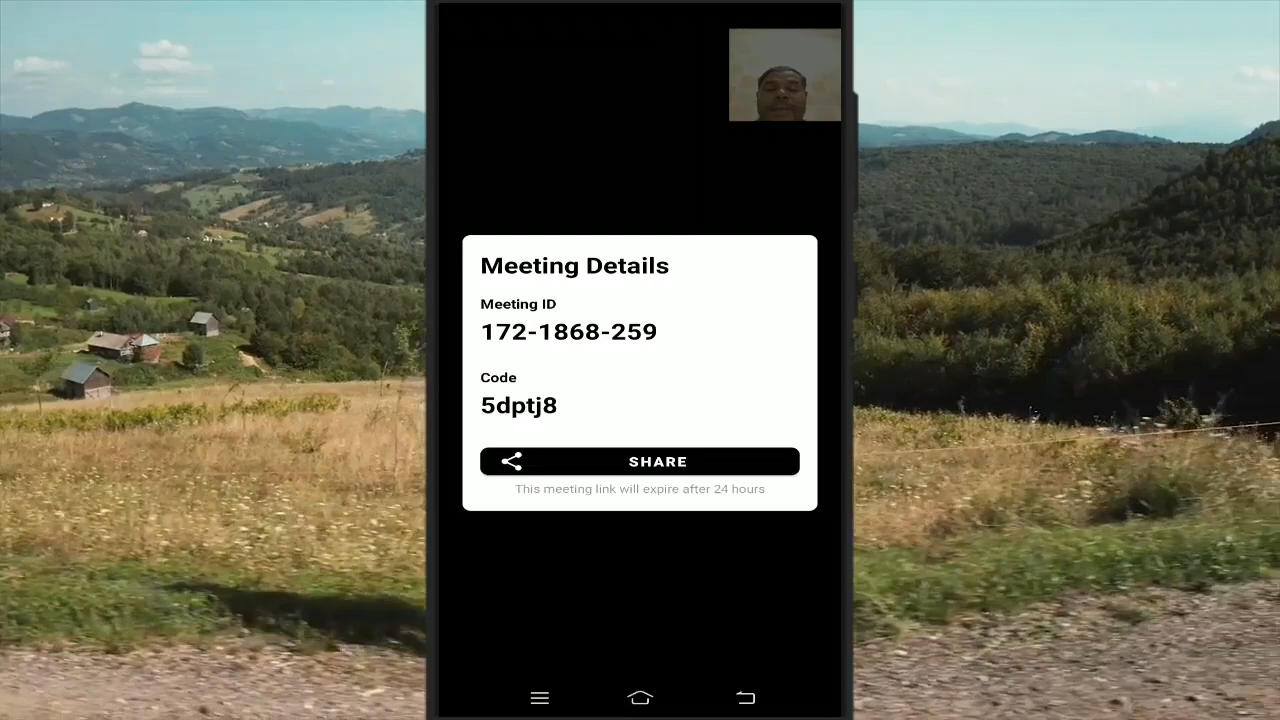 Meeting Details
Meeting ID
172-1868-259
Code
5dptj8
SHARE
This meeting link will expire after 24 hours